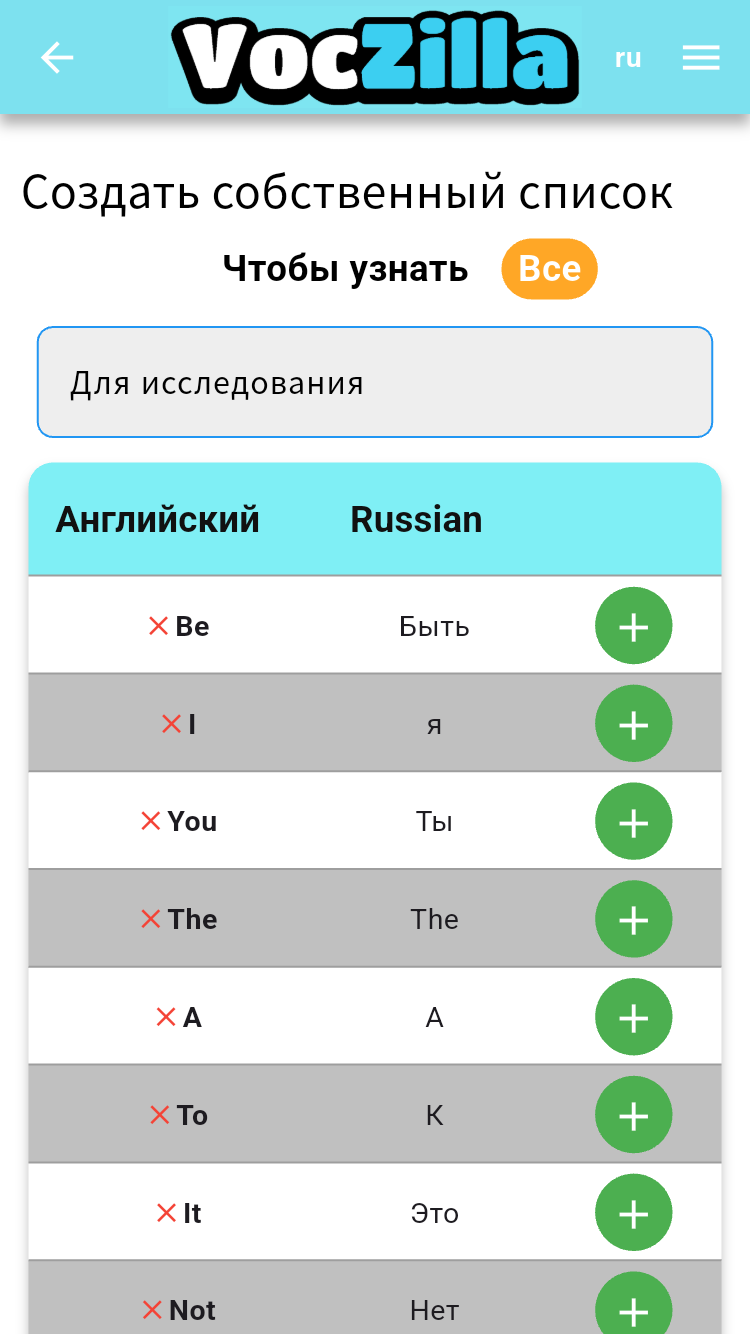 VocZilla
ru
Создать собственный список
Чтобы узнать Все
Для исследования
Английский Russian
Be Быть
I я
You Ты
The The
A А
To К
It Это
Not Нет